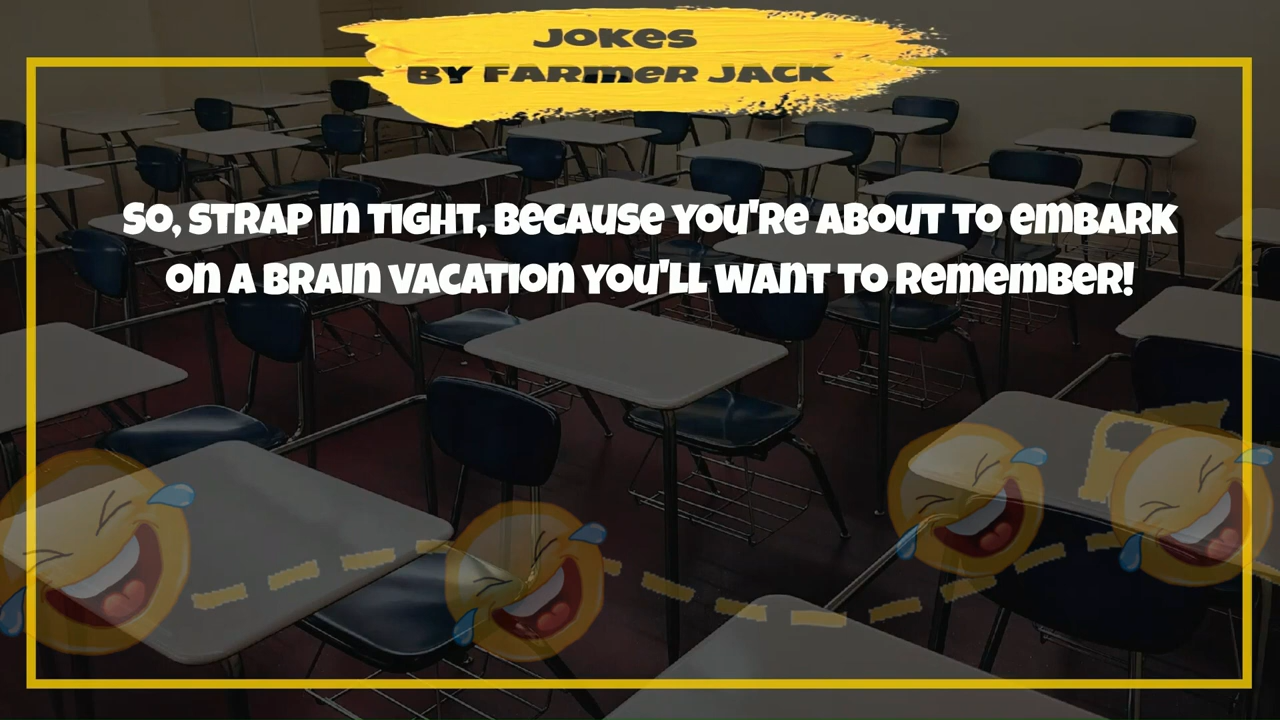 JOKES
BY FARMER JACK
SO, STRAP IN TIGHT, BECAUSE YOU'RE ABOUT TO EMBARK
ON A BRAIN VACATION YOU'LL WANT TO REMEMBER!